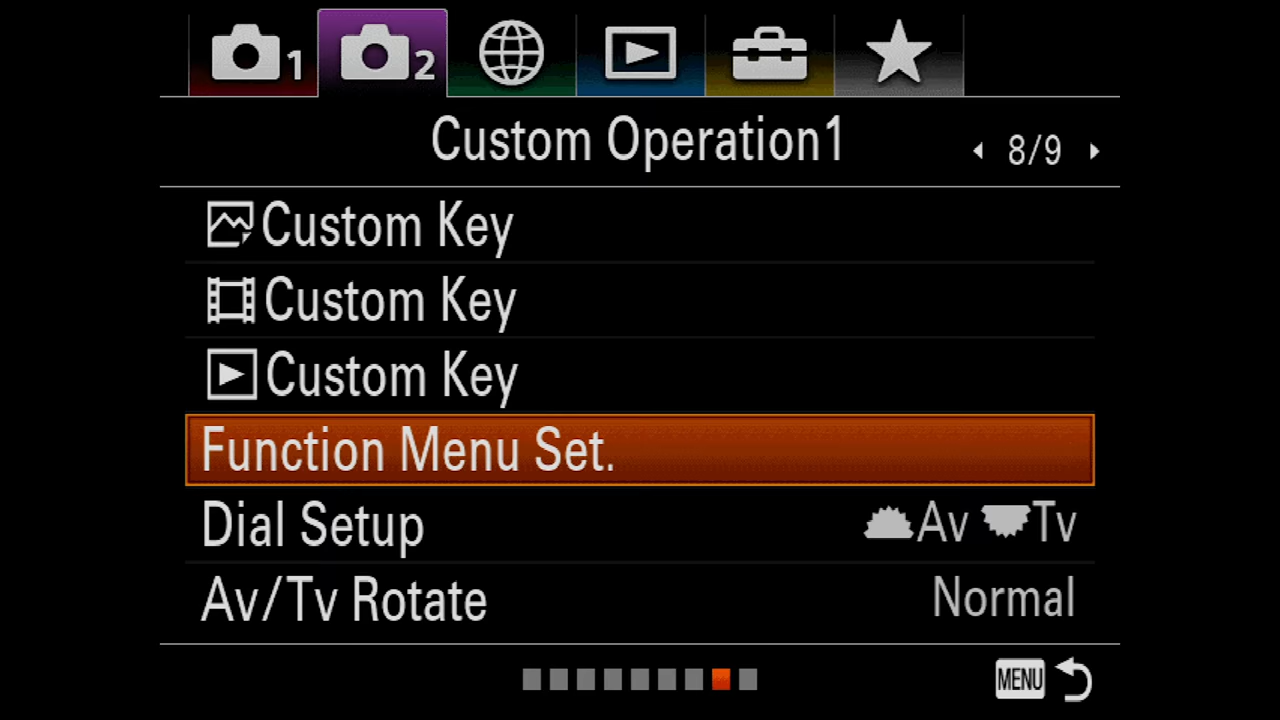 1 2
Custom Operation1 8/9
Custom Key
Custom Key
Custom Key
Function Menu Set.
Dial Setup Av Tv
Av/Tv Rotate Normal
MENU